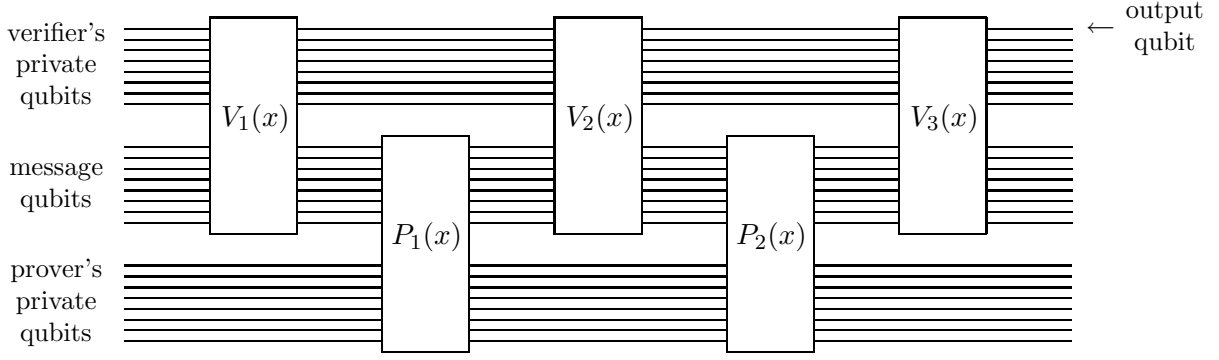 verifier's
private
qubits
V₁(x)
V₂(x)
V₃(x)
← output
qubit
message
qubits
P₁(x)
P₂(x)
prover's
private
qubits